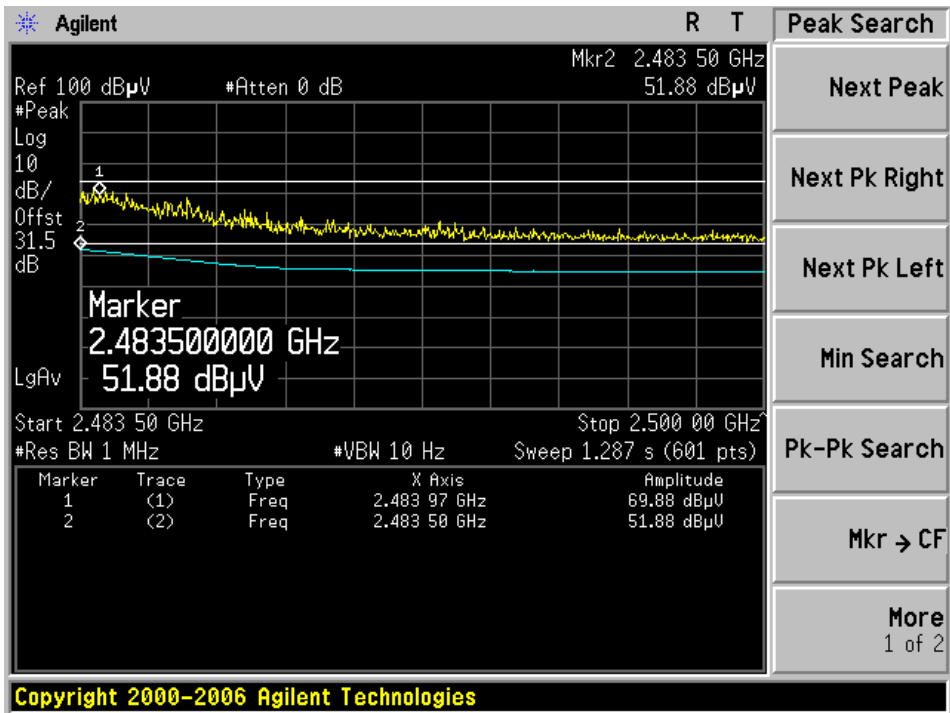 Agilent R T
Peak Search
Mkr2 2.483 50 GHz
Ref 100 dBµV #Atten 0 dB 51.88 dBµV
#Peak
Log
10
dB/
Offst
31.5
dB
LgAv
1
2
Marker
2.483500000 GHz
51.88 dBµV
Start 2.483 50 GHz Stop 2.500 00 GHz^
#Res BW 1 MHz #VBW 10 Hz Sweep 1.287 s (601 pts)
Marker Trace Type X Axis Amplitude
1 (1) Freq 2.483 97 GHz 69.88 dBµV
2 (2) Freq 2.483 50 GHz 51.88 dBµV
Copyright 2000-2006 Agilent Technologies
Next Peak
Next Pk Right
Next Pk Left
Min Search
Pk-Pk Search
Mkr → CF
More
1 of 2